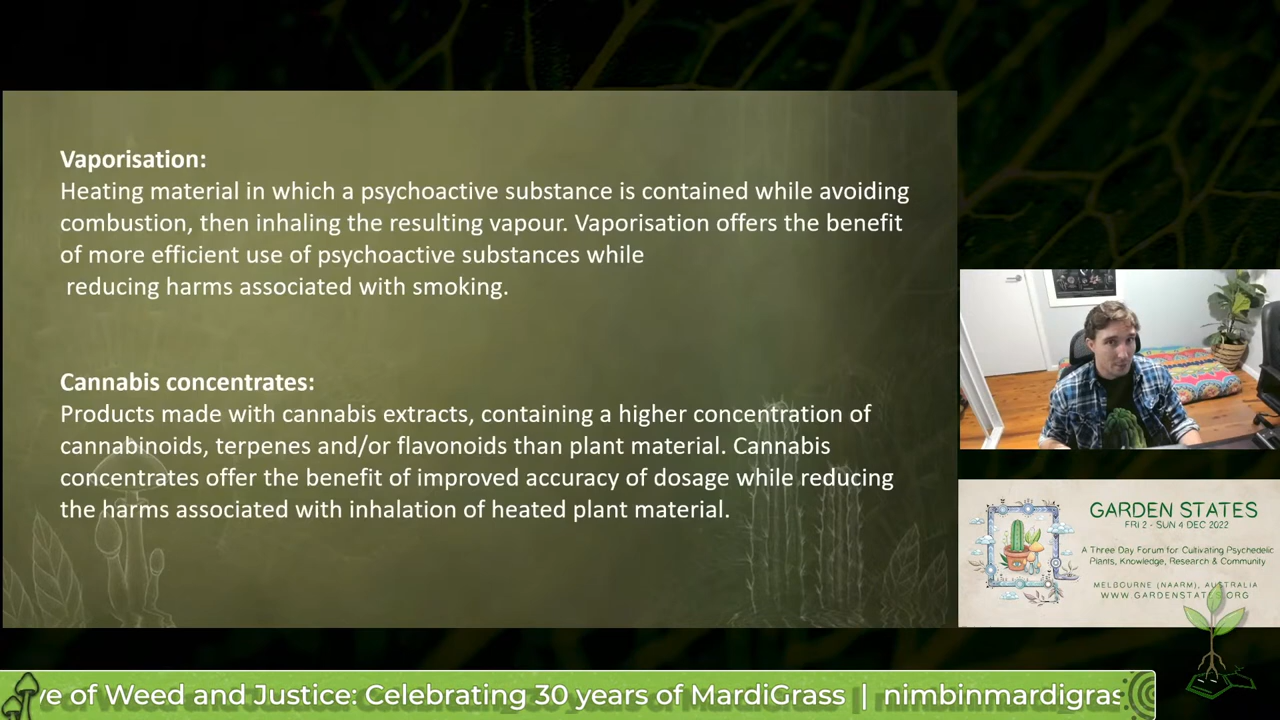 Vaporisation:
Heating material in which a psychoactive substance is contained while avoiding
combustion, then inhaling the resulting vapour. Vaporisation offers the benefit
of more efficient use of psychoactive substances while
reducing harms associated with smoking.
Cannabis concentrates:
Products made with cannabis extracts, containing a higher concentration of
cannabinoids, terpenes and/or flavonoids than plant material. Cannabis
concentrates offer the benefit of improved accuracy of dosage while reducing
the harms associated with inhalation of heated plant material.
GARDEN STATES
FRI 2 - SUN 4 DEC 2022
A Three Day Forum for Cultivating Psychedelic
Plants, Knowledge, Research & Community
MELBOURNE (NAARM), AUSTRALIA
WWW.GARDENSTATES.ORG
ve of Weed and Justice: Celebrating 30 years of MardiGrass | nimbinmardigras